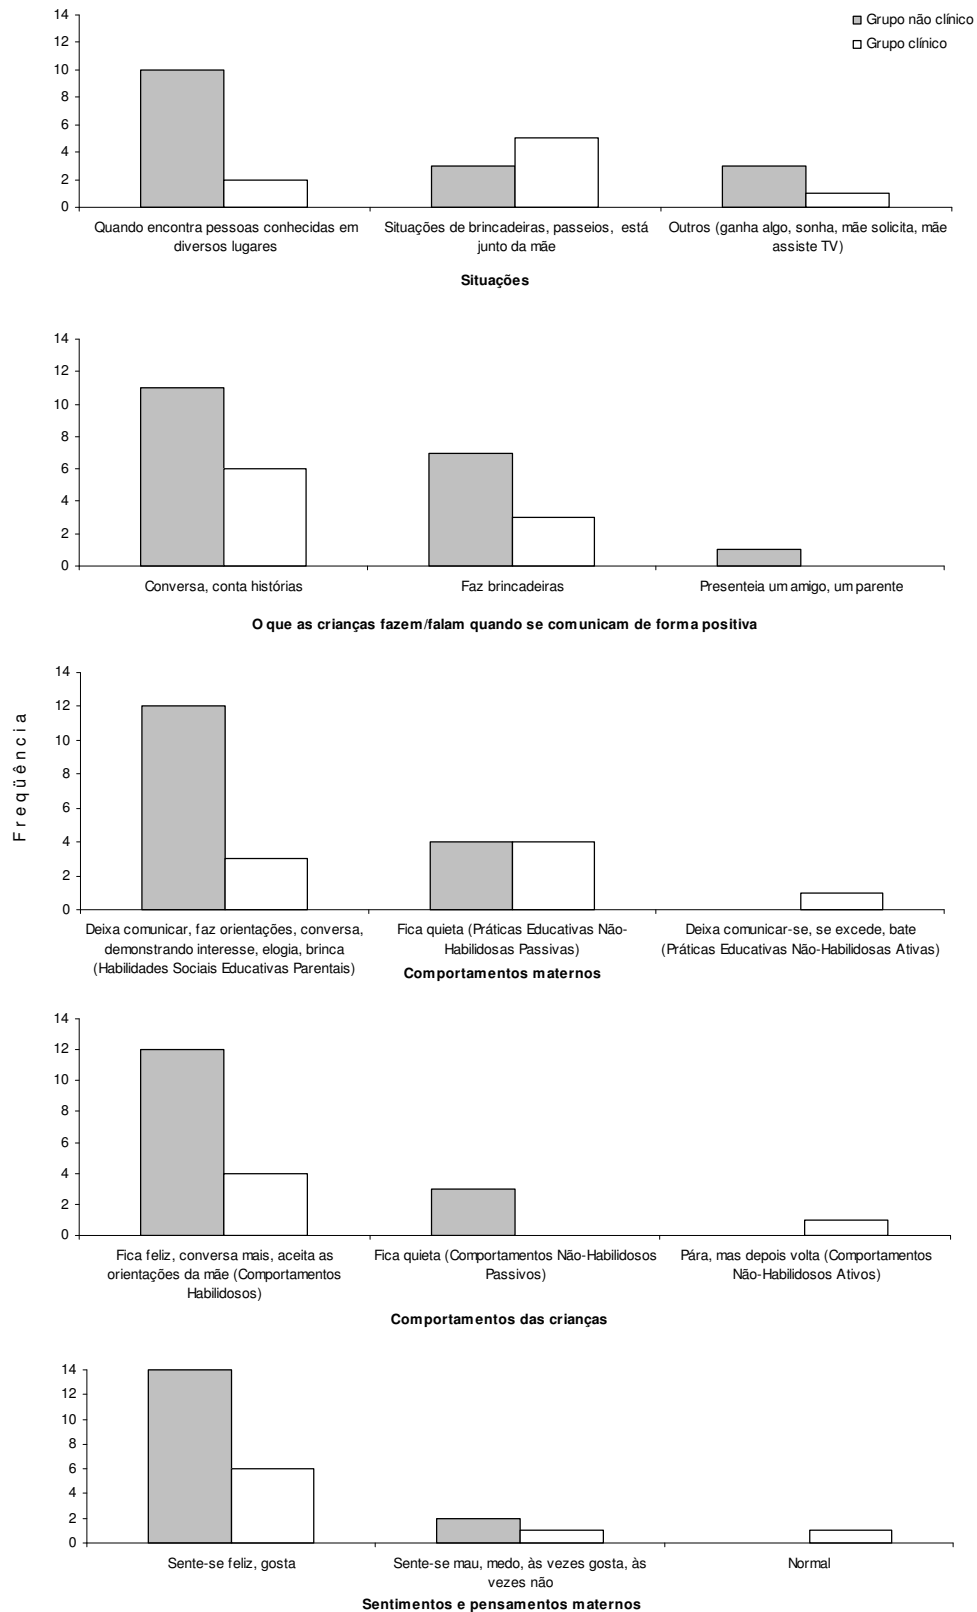 Grupo não clínico
Grupo clínico
14
12
10
8
6
4
2
0
Quando encontra pessoas conhecidas em
diversos lugares
Situações de brincadeiras, passeios, está
junto da mãe
Outros (ganha algo, sonha, mãe solicita, mãe
assiste TV)
Situações
14
12
10
8
6
4
2
0
Conversa, conta histórias
Faz brincadeiras
Presenteia um amigo, um parente
O que as crianças fazem/falam quando se comunicam de forma positiva
Freqüência
14
12
10
8
6
4
2
0
Deixa comunicar, faz orientações, conversa,
demonstrando interesse, elogia, brinca
(Habilidades Sociais Educativas Parentais)
Fica quieta (Práticas Educativas Não-
Habilidosas Passivas)
Deixa comunicar-se, se excede, bate
(Práticas Educativas Não-Habilidosas Ativas)
Comportamentos maternos
14
12
10
8
6
4
2
0
Fica feliz, conversa mais, aceita as
orientações da mãe (Comportamentos
Habilidosos)
Fica quieta (Comportamentos Não-Habilidosos
Passivos)
Pára, mas depois volta (Comportamentos
Não-Habilidosos Ativos)
Comportamentos das crianças
14
12
10
8
6
4
2
0
Sente-se feliz, gosta
Sente-se mau, medo, às vezes gosta, às
vezes não
Normal
Sentimentos e pensamentos maternos